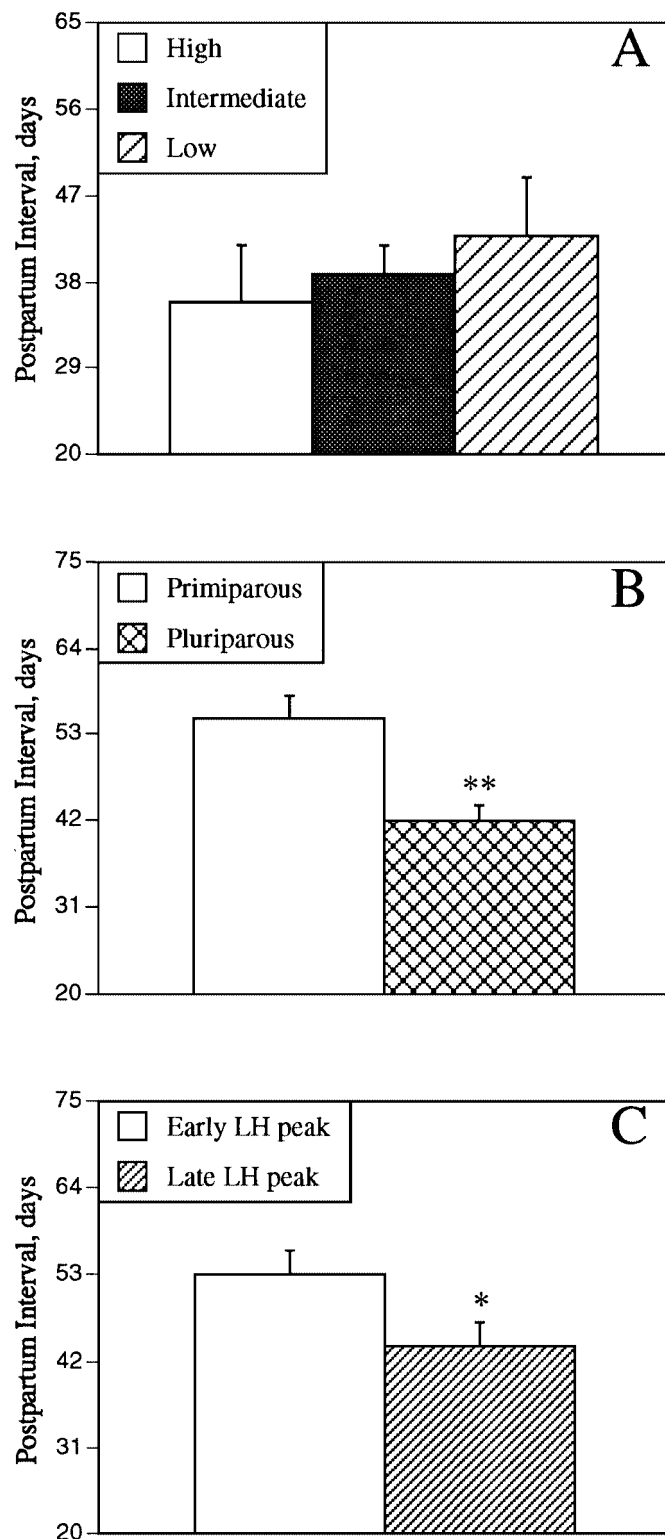 65
56
47
38
29
20
Postpartum Interval, days
High
Intermediate
Low
A
75
64
53
42
31
20
Postpartum Interval, days
Primiparous
Pluriparous
B
**
75
64
53
42
31
20
Postpartum Interval, days
Early LH peak
Late LH peak
C
*